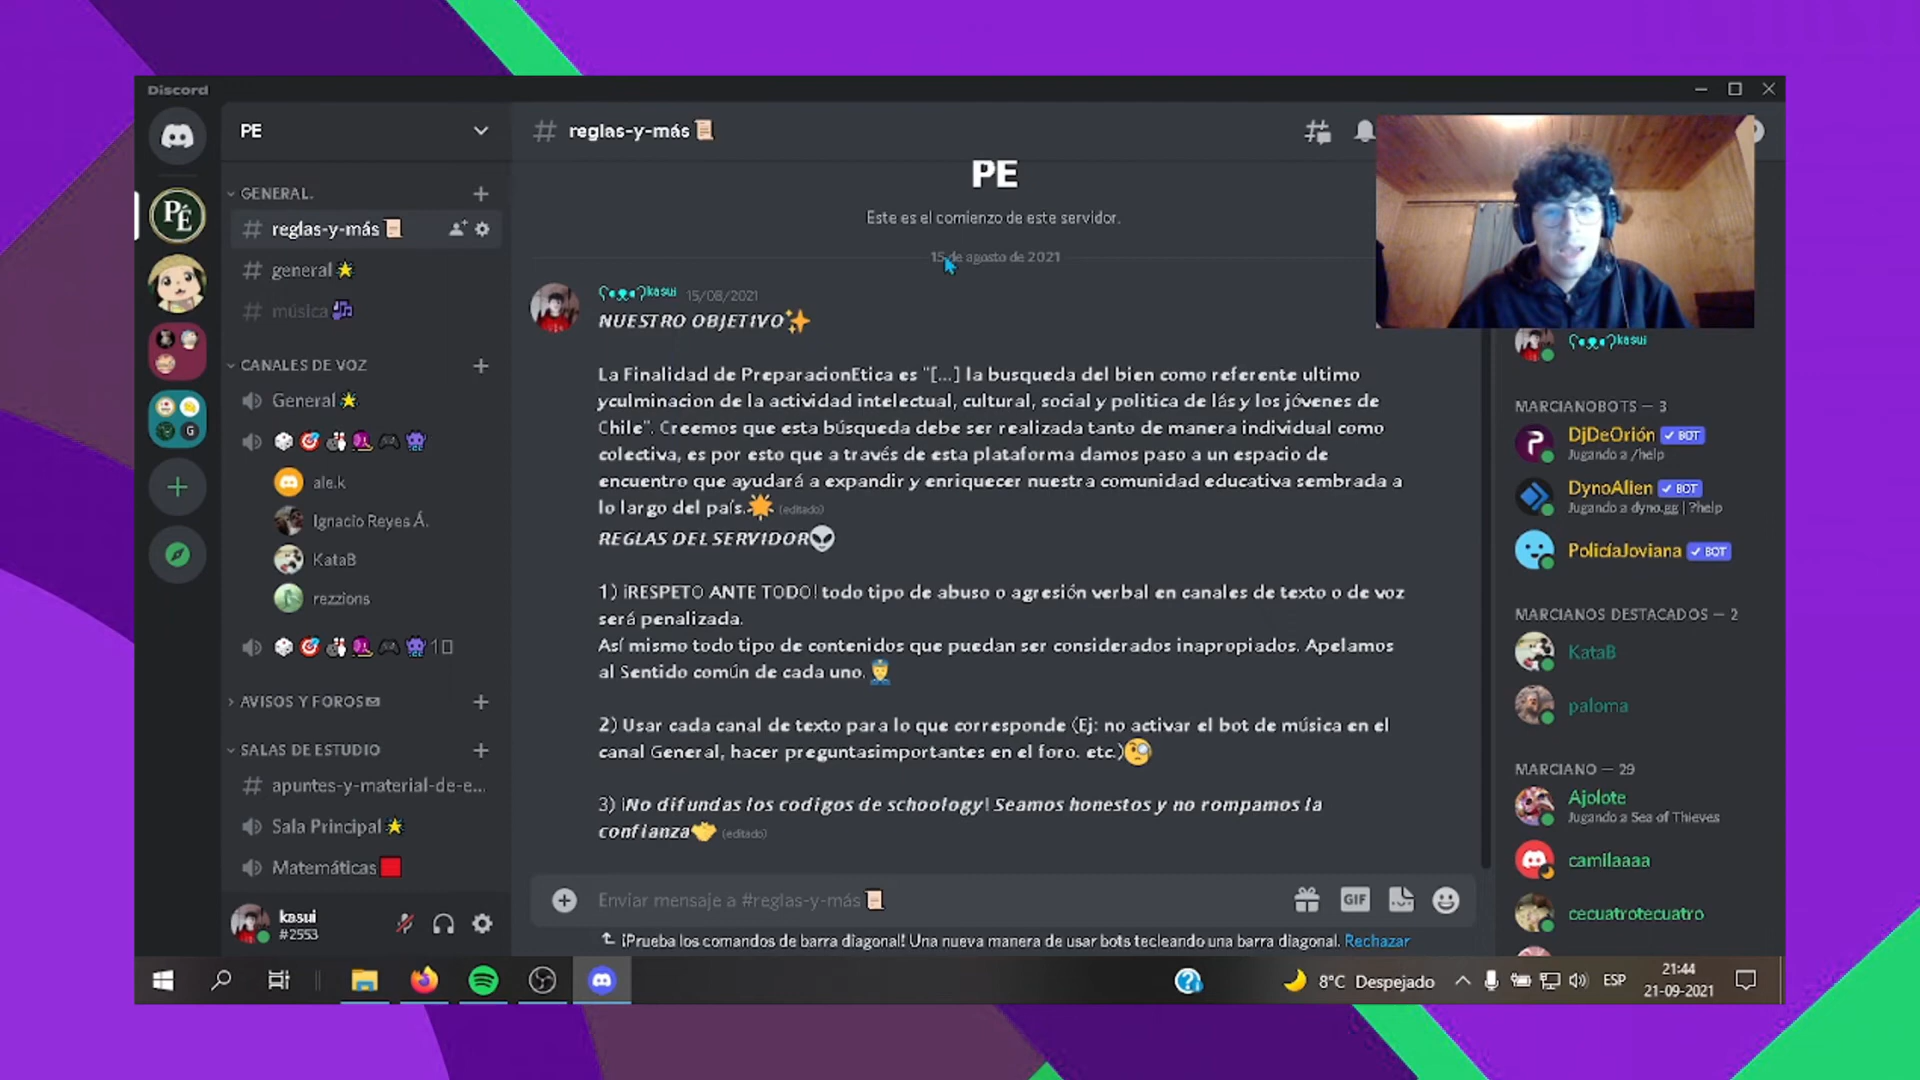 Discord
PE
GENERAL.
reglas-y-más
general
música
CANALES DE VOZ
General
ale.k
Ignacio Reyes Á.
KataB
rezzions
1
AVISOS Y FOROS
SALAS DE ESTUDIO
apuntes-y-material-de-e...
Sala Principal
Matemáticas
kasui
#2553
reglas-y-más
PE
Este es el comienzo de este servidor.
15 de agosto de 2021
kasui 15/08/2021
NUESTRO OBJETIVO
La Finalidad de PreparacionEtica es "[...] la busqueda del bien como referente ultimo
yculminacion de la actividad intelectual, cultural, social y politica de lás y los jóvenes de
Chile". Creemos que esta búsqueda debe ser realizada tanto de manera individual como
colectiva, es por esto que a través de esta plataforma damos paso a un espacio de
encuentro que ayudará a expandir y enriquecer nuestra comunidad educativa sembrada a
lo largo del país. (editado)
REGLAS DEL SERVIDOR
1) ¡RESPETO ANTE TODO! todo tipo de abuso o agresión verbal en canales de texto o de voz
será penalizada.
Así mismo todo tipo de contenidos que puedan ser considerados inapropiados. Apelamos
al Sentido común de cada uno.
2) Usar cada canal de texto para lo que corresponde (Ej: no activar el bot de música en el
canal General, hacer preguntasimportantes en el foro. etc.)
3) ¡No difundas los codigos de schoology! Seamos honestos y no rompamos la
confianza (editado)
Enviar mensaje a #reglas-y-más
GIF
¡Prueba los comandos de barra diagonal! Una nueva manera de usar bots tecleando una barra diagonal. Rechazar
kasui
MARCIANOBOTS — 3
DjDeOrión BOT
Jugando a /help
DynoAlien BOT
Jugando a dyno.gg | ?help
PolicíaJoviana BOT
MARCIANOS DESTACADOS — 2
KataB
paloma
MARCIANO — 29
Ajolote
Jugando a Sea of Thieves
camilaaaa
cecuatrotecuatro
PÉ
G
8°C Despejado
ESP
21:44
21-09-2021